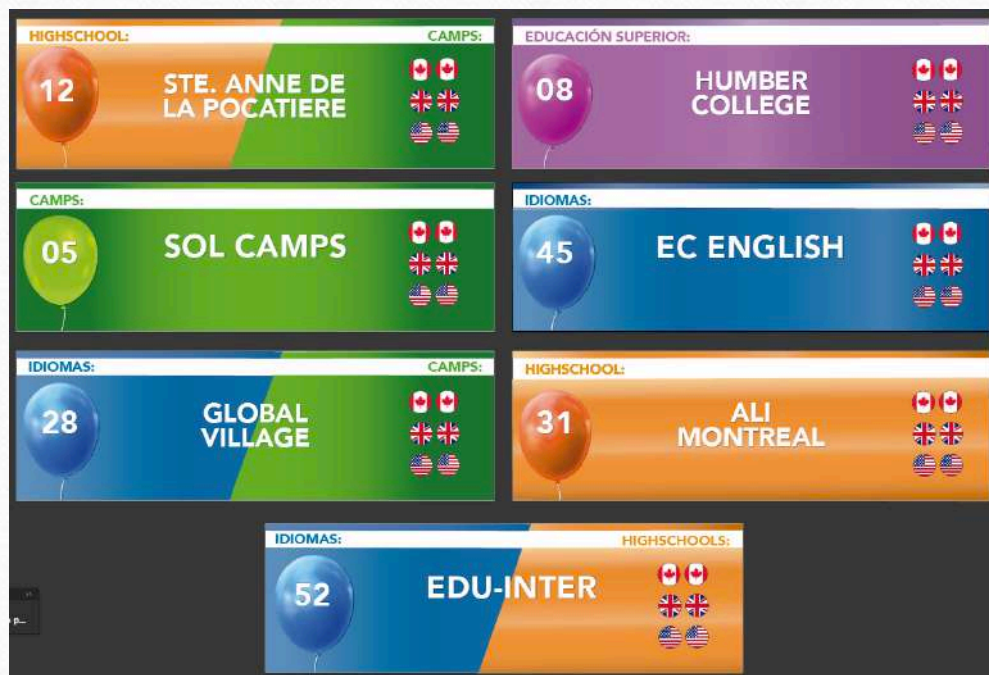 HIGHSCHOOL: CAMPS:
12
STE. ANNE DE
LA POCATIERE
EDUCACIÓN SUPERIOR:
08
HUMBER
COLLEGE
CAMPS:
05
SOL CAMPS
IDIOMAS:
45
EC ENGLISH
IDIOMAS: CAMPS:
28
GLOBAL
VILLAGE
HIGHSCHOOL:
31
ALI
MONTREAL
IDIOMAS: HIGHSCHOOLS:
52
EDU-INTER